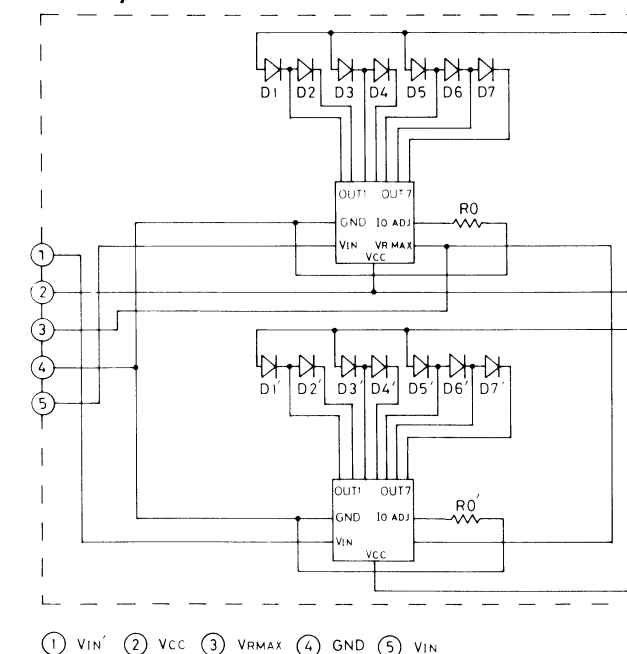 D1 D2 D3 D4 D5 D6 D7
OUT1 OUT7
GND IO ADJ RO
VIN VR MAX
VCC
1
2
3
4
5
D1′ D2′ D3′ D4′ D5′ D6′ D7′
OUT1 OUT7
GND IO ADJ RO′
VIN
VCC
1 VIN′ 2 VCC 3 VRMAX 4 GND 5 VIN